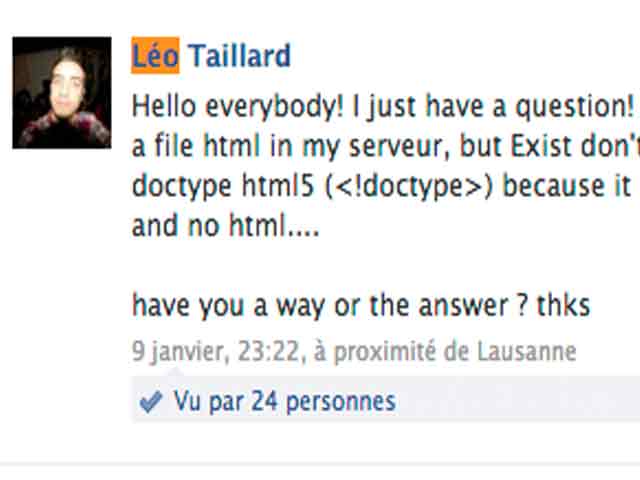 Léo Taillard
Hello everybody! I just have a question!
a file html in my serveur, but Exist don't
doctype html5 (<!doctype>) because it
and no html....
have you a way or the answer ? thks
9 janvier, 23:22, à proximité de Lausanne
Vu par 24 personnes